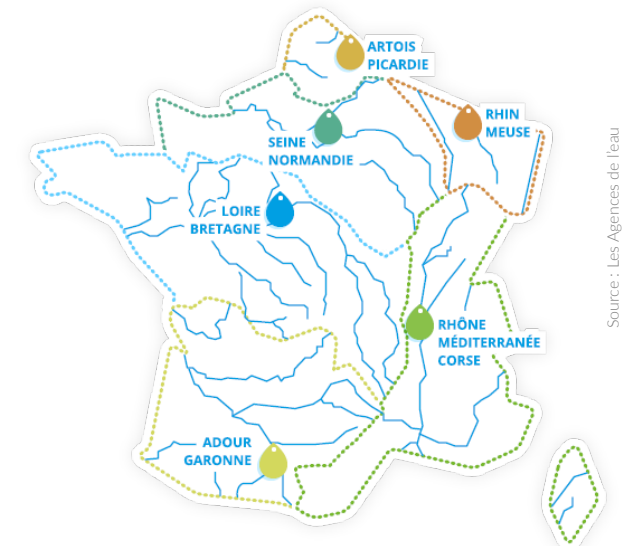 ARTOIS
PICARDIE
RHIN
MEUSE
SEINE
NORMANDIE
LOIRE
BRETAGNE
RHÔNE
MÉDITERRANÉE
CORSE
ADOUR
GARONNE
Source : Les Agences de l'eau